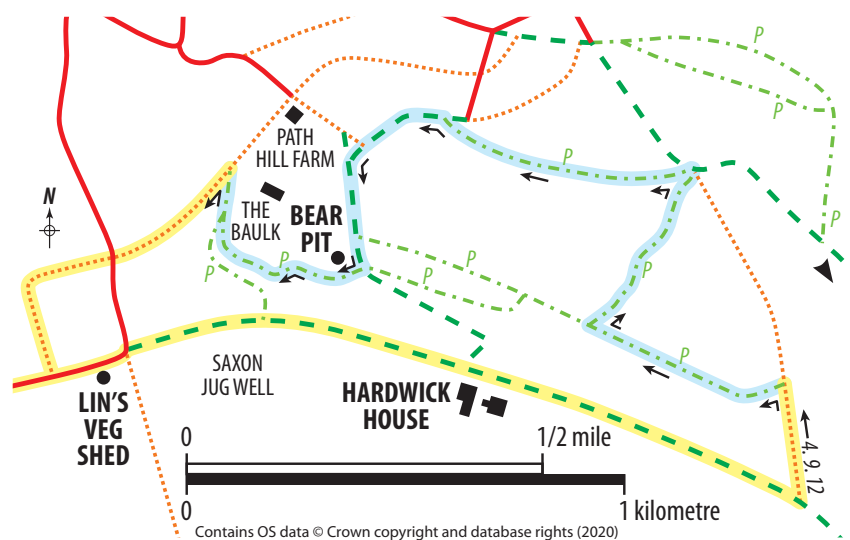 P
P
N
PATH
HILL FARM
P
THE
BAULK
BEAR
PIT
P
P
P
P
P
P
P
SAXON
JUG WELL
HARDWICK
HOUSE
LIN'S
VEG
SHED
4. 9. 12
0
1/2 mile
0
1 kilometre
Contains OS data © Crown copyright and database rights (2020)